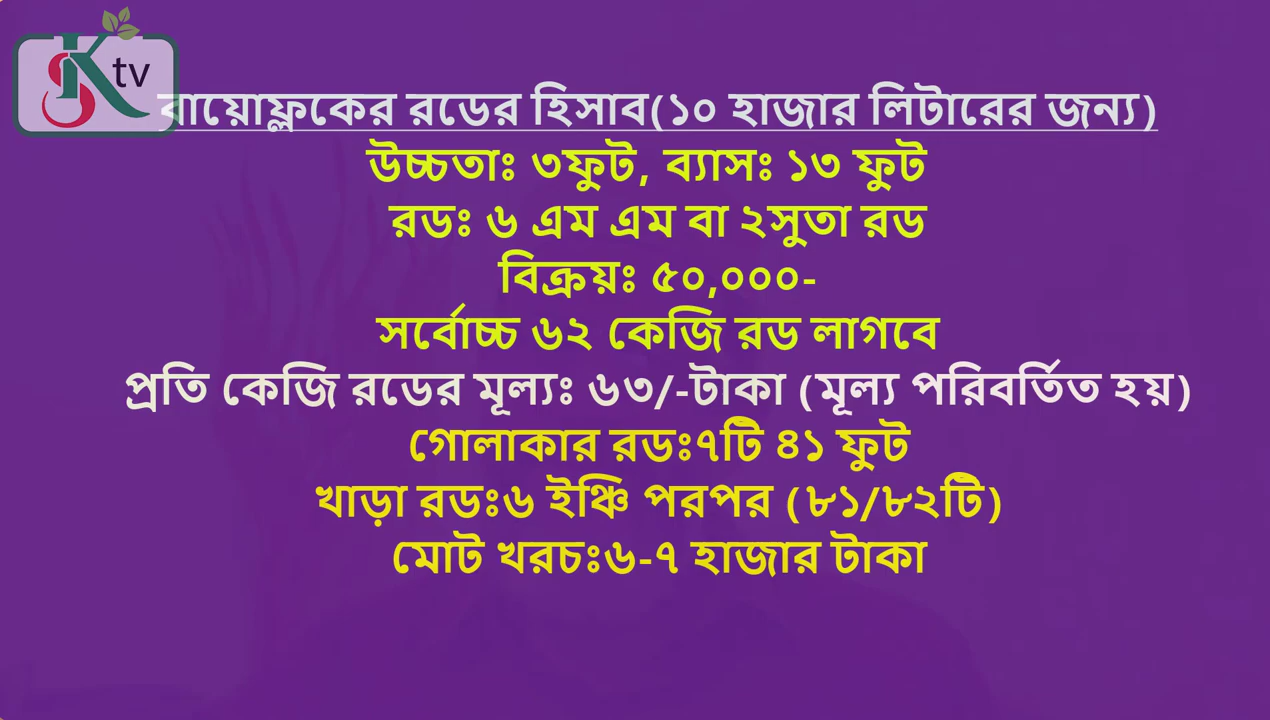 SK tv
বায়োফ্লকের রডের হিসাব(১০ হাজার লিটারের জন্য)
উচ্চতাঃ ৩ফুট, ব্যাসঃ ১৩ ফুট
রডঃ ৬ এম এম বা ২সুতা রড
বিক্রয়ঃ ৫০,০০০-
সর্বোচ্চ ৬২ কেজি রড লাগবে
প্রতি কেজি রডের মূল্যঃ ৬৩/-টাকা (মূল্য পরিবর্তিত হয়)
গোলাকার রডঃ৭টি ৪১ ফুট
খাড়া রডঃ৬ ইঞ্চি পরপর (৮১/৮২টি)
মোট খরচঃ৬-৭ হাজার টাকা